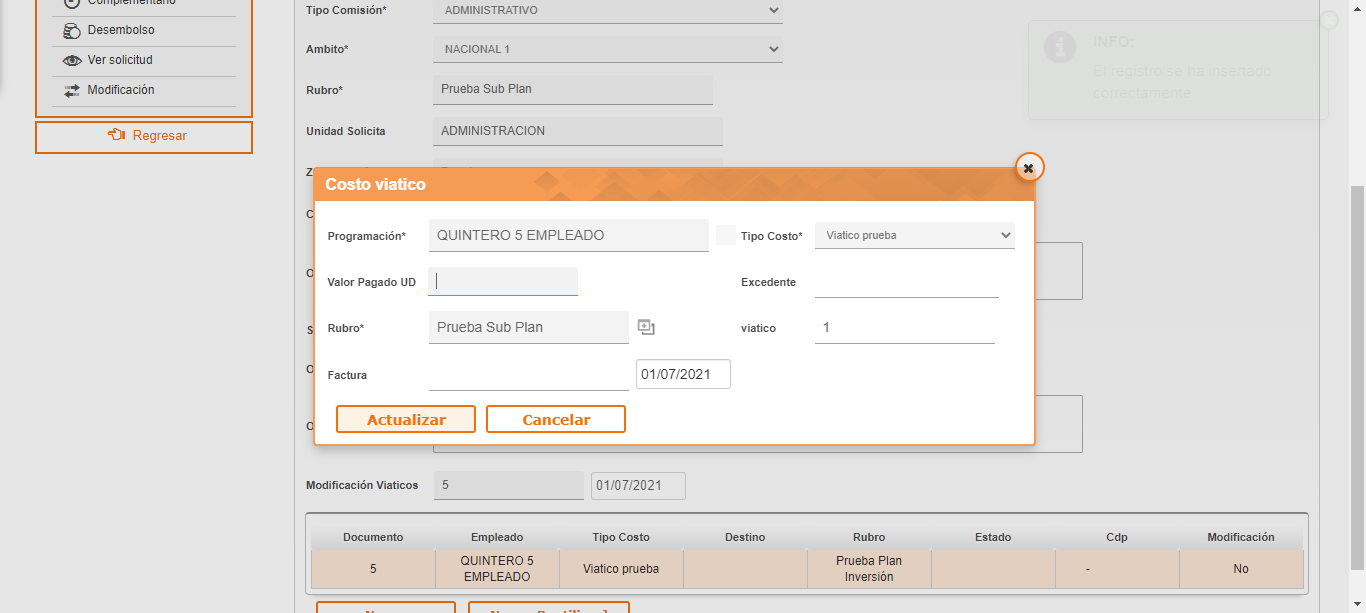 Complementario
Desembolso
Ver solicitud
Modificación
Regresar
Tipo Comisión* ADMINISTRATIVO
Ambito* NACIONAL 1
Rubro* Prueba Sub Plan
Unidad Solicita ADMINISTRACION
INFO:
El registro se ha insertado
correctamente
Z
C
O
S
O
O
Costo viatico
Programación* QUINTERO 5 EMPLEADO Tipo Costo* Viatico prueba
Valor Pagado UD Excedente
Rubro* Prueba Sub Plan viatico 1
Factura 01/07/2021
Actualizar Cancelar
Modificación Viaticos 5 01/07/2021
Documento Empleado Tipo Costo Destino Rubro Estado Cdp Modificación
5 QUINTERO 5 EMPLEADO Viatico prueba Prueba Plan Inversión - No